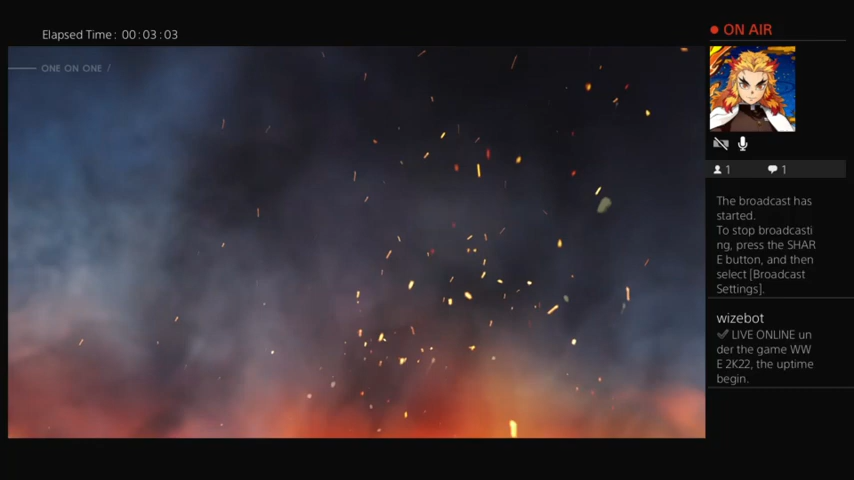 Elapsed Time: 00:03:03
ON AIR
ONE ON ONE /
1
1
The broadcast has
started.
To stop broadcasti
ng, press the SHAR
E button, and then
select [Broadcast
Settings].
wizebot
✓ LIVE ONLINE un
der the game WW
E 2K22, the uptime
begin.